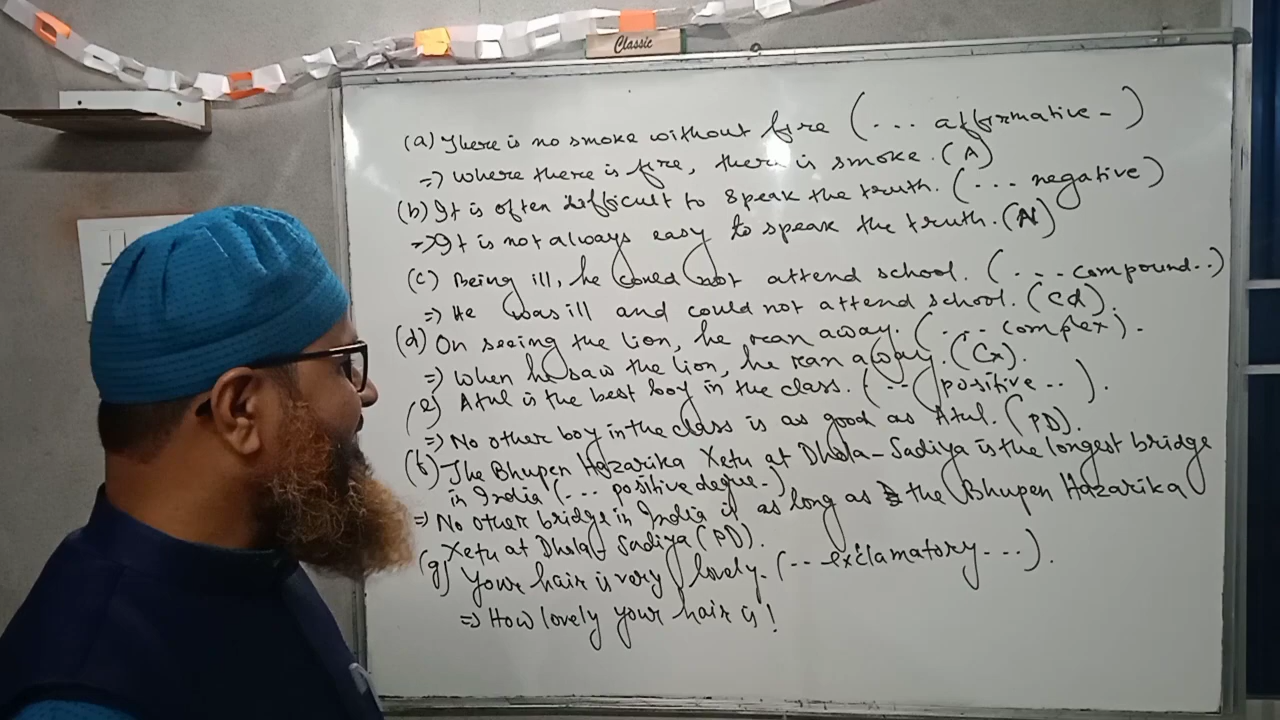 Classic
(a) There is no smoke without fire (... affirmative -)
=> Where there is fire, there is smoke. (A)
(b) It is often difficult to speak the truth. (... negative)
=> It is not always easy to speak the truth. (N)
(c) Being ill, he could not attend school. (... compound..)
=> He was ill and could not attend school. (Cd).
(d) On seeing the lion, he ran away. (... complex).
=> When he saw the lion, he ran away. (Cx).
(e) Atul is the best boy in the class. (.. positive ..).
=> No other boy in the class is as good as Atul. (PD).
(f) The Bhupen Hazarika Xetu at Dhola-Sadiya is the longest bridge
in India (... positive degree.)
=> No other bridge in India is as long as the Bhupen Hazarika
Xetu at Dhola-Sadiya (PD).
(g) Your hair is very lovely. (.. exclamatory ...).
=> How lovely your hair is!